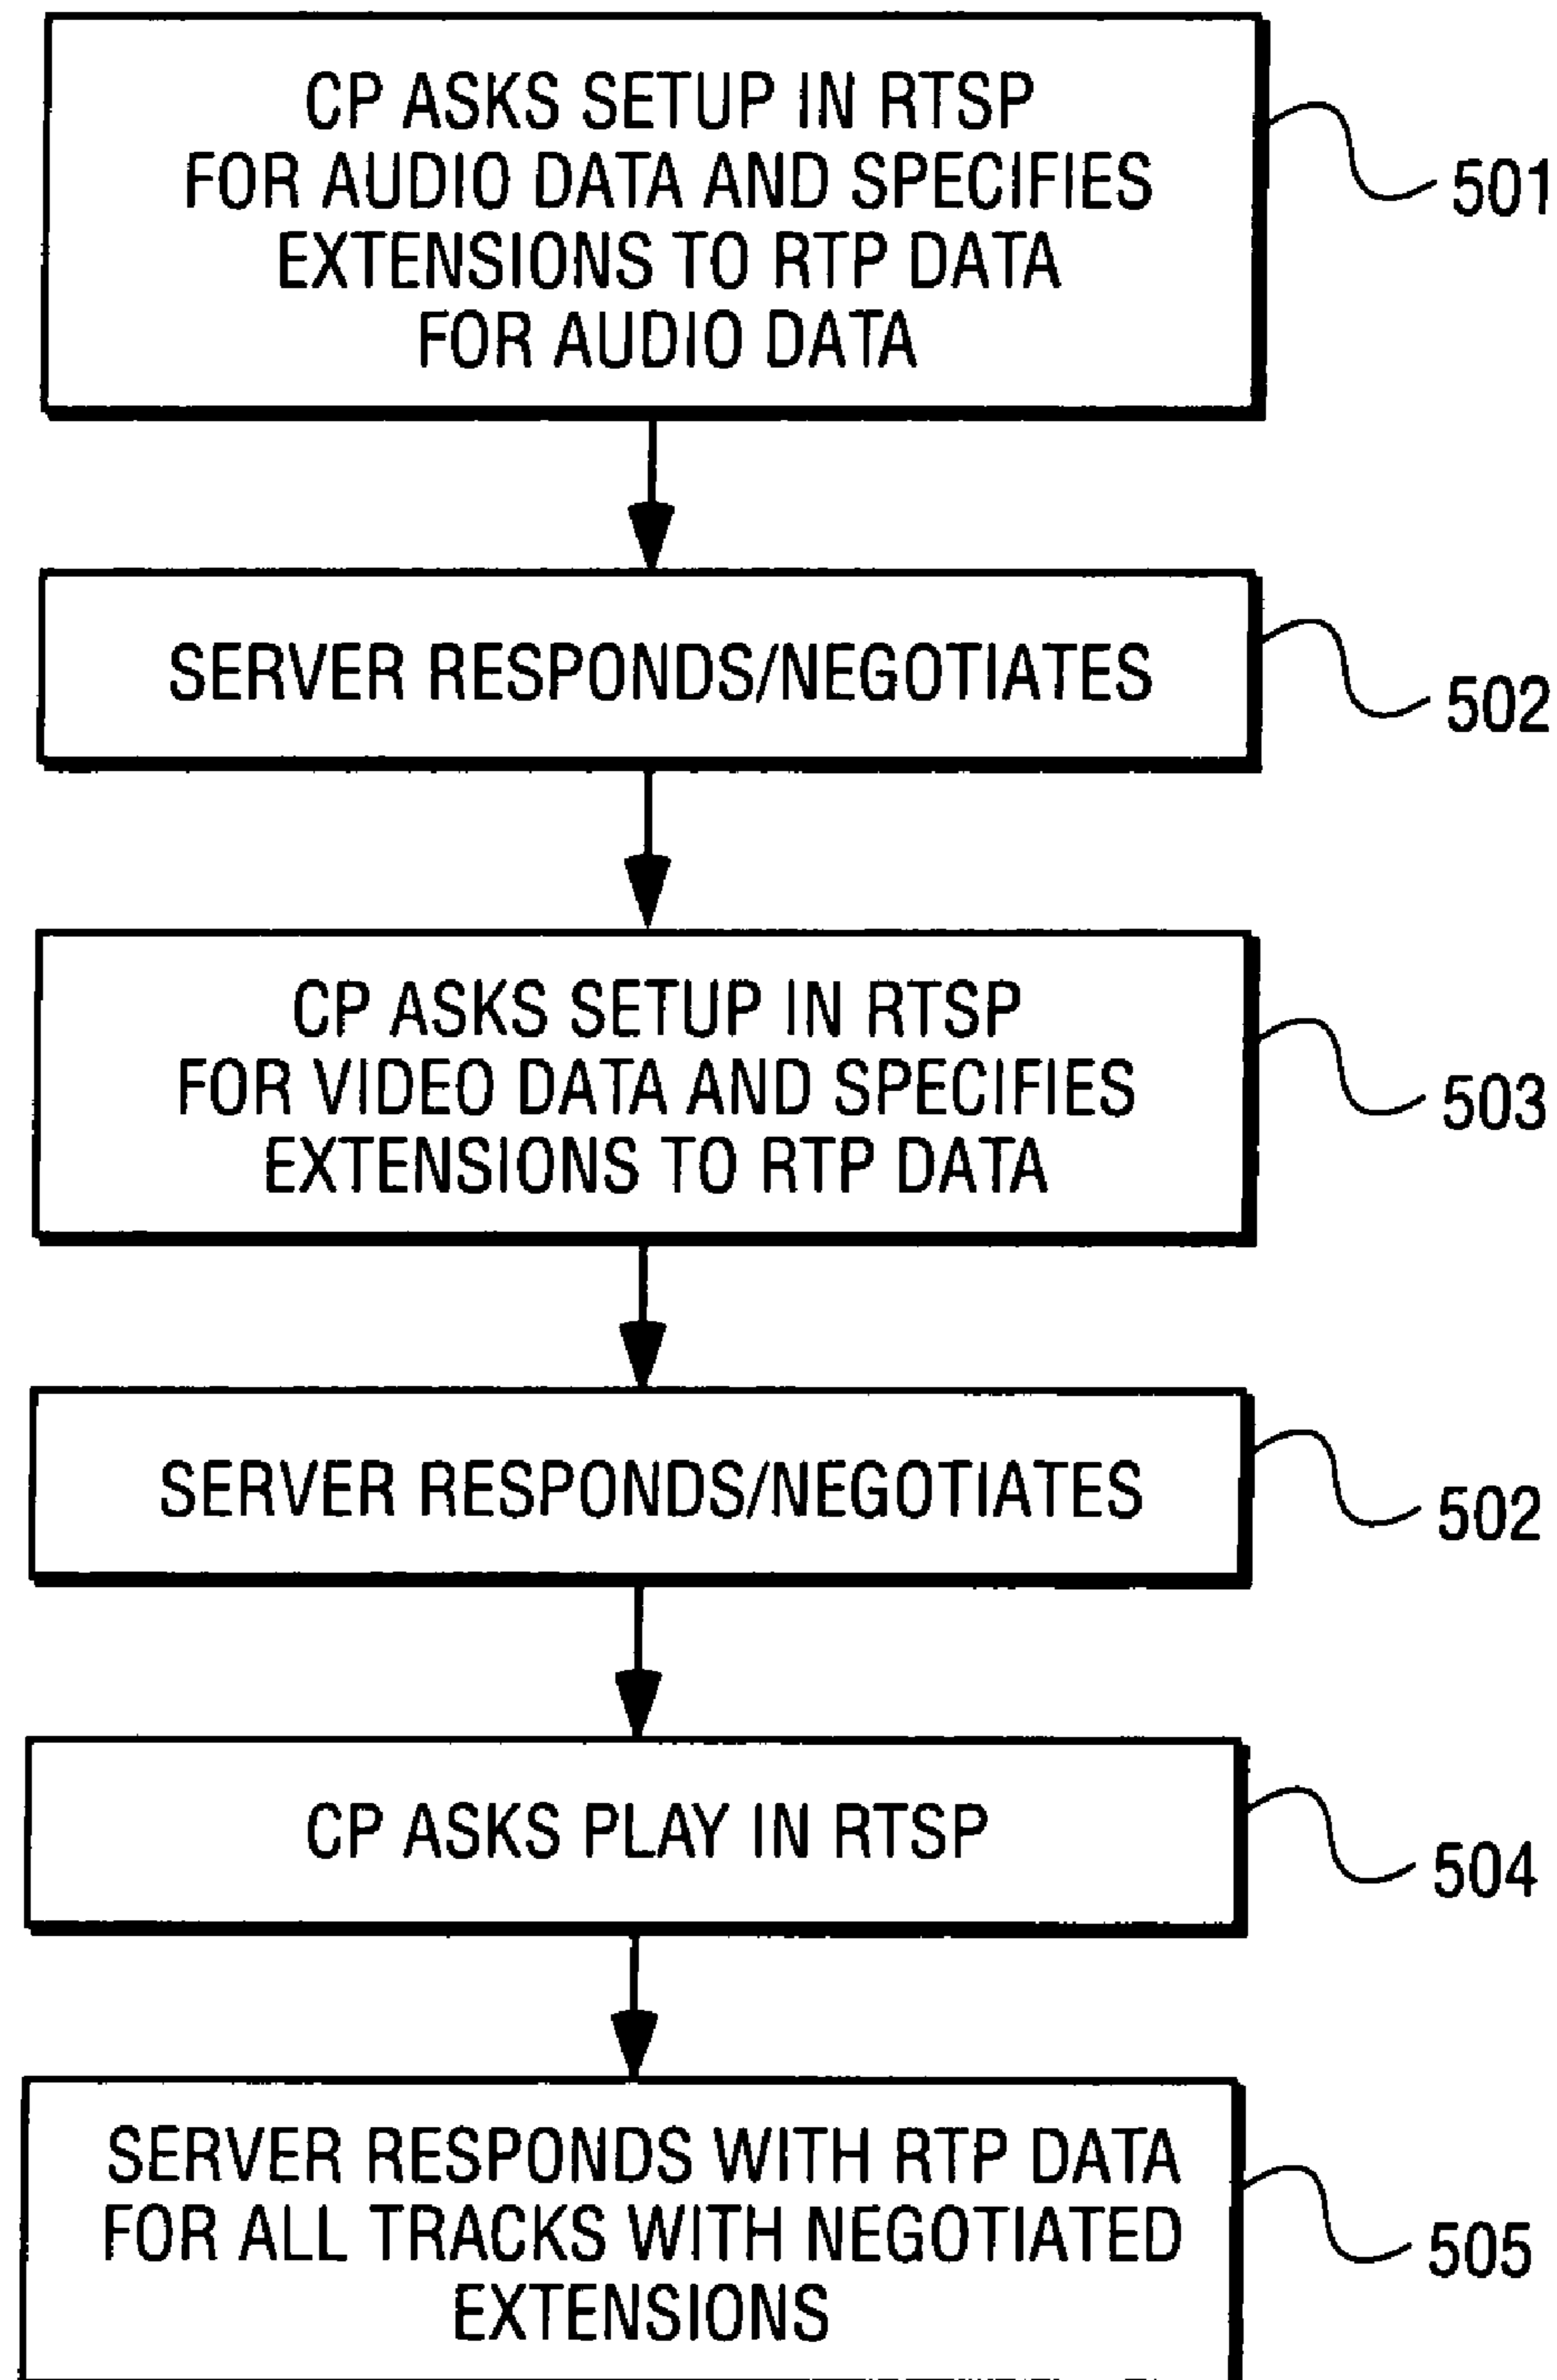 CP ASKS SETUP IN RTSP
FOR AUDIO DATA AND SPECIFIES
EXTENSIONS TO RTP DATA
FOR AUDIO DATA
501
SERVER RESPONDS/NEGOTIATES
502
CP ASKS SETUP IN RTSP
FOR VIDEO DATA AND SPECIFIES
EXTENSIONS TO RTP DATA
503
SERVER RESPONDS/NEGOTIATES
502
CP ASKS PLAY IN RTSP
504
SERVER RESPONDS WITH RTP DATA
FOR ALL TRACKS WITH NEGOTIATED
EXTENSIONS
505